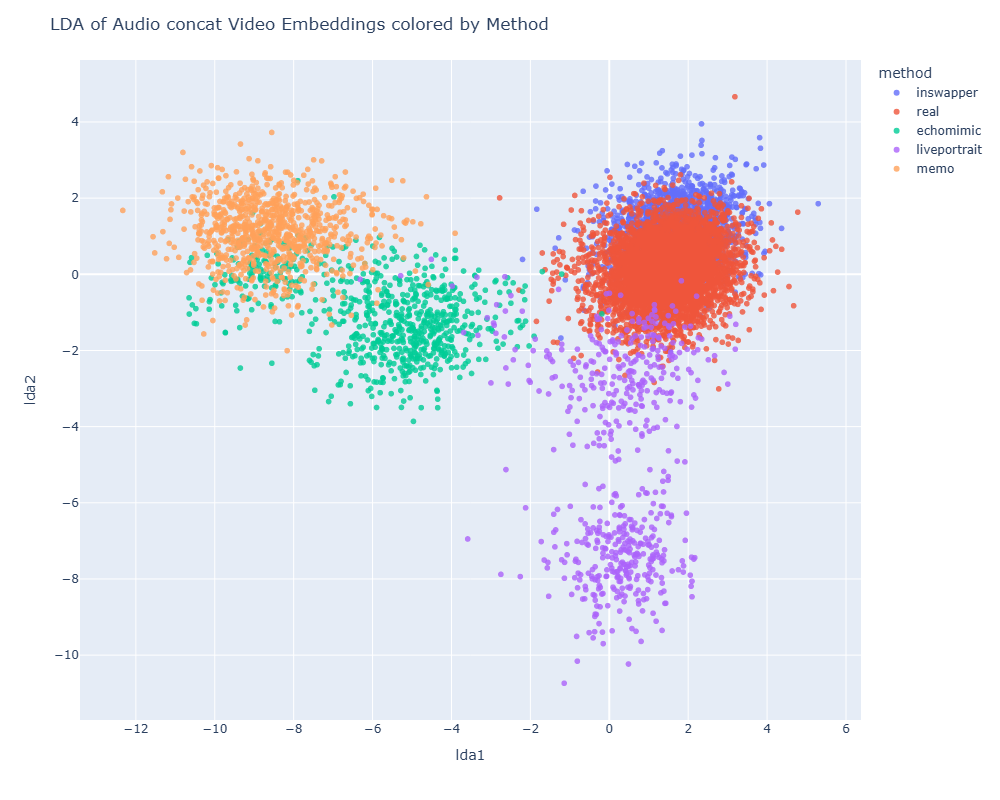 LDA of Audio concat Video Embeddings colored by Method
method
inswapper
real
echomimic
liveportrait
memo
4
2
0
−2
−4
−6
−8
−10
lda2
−12 −10 −8 −6 −4 −2 0 2 4 6
lda1